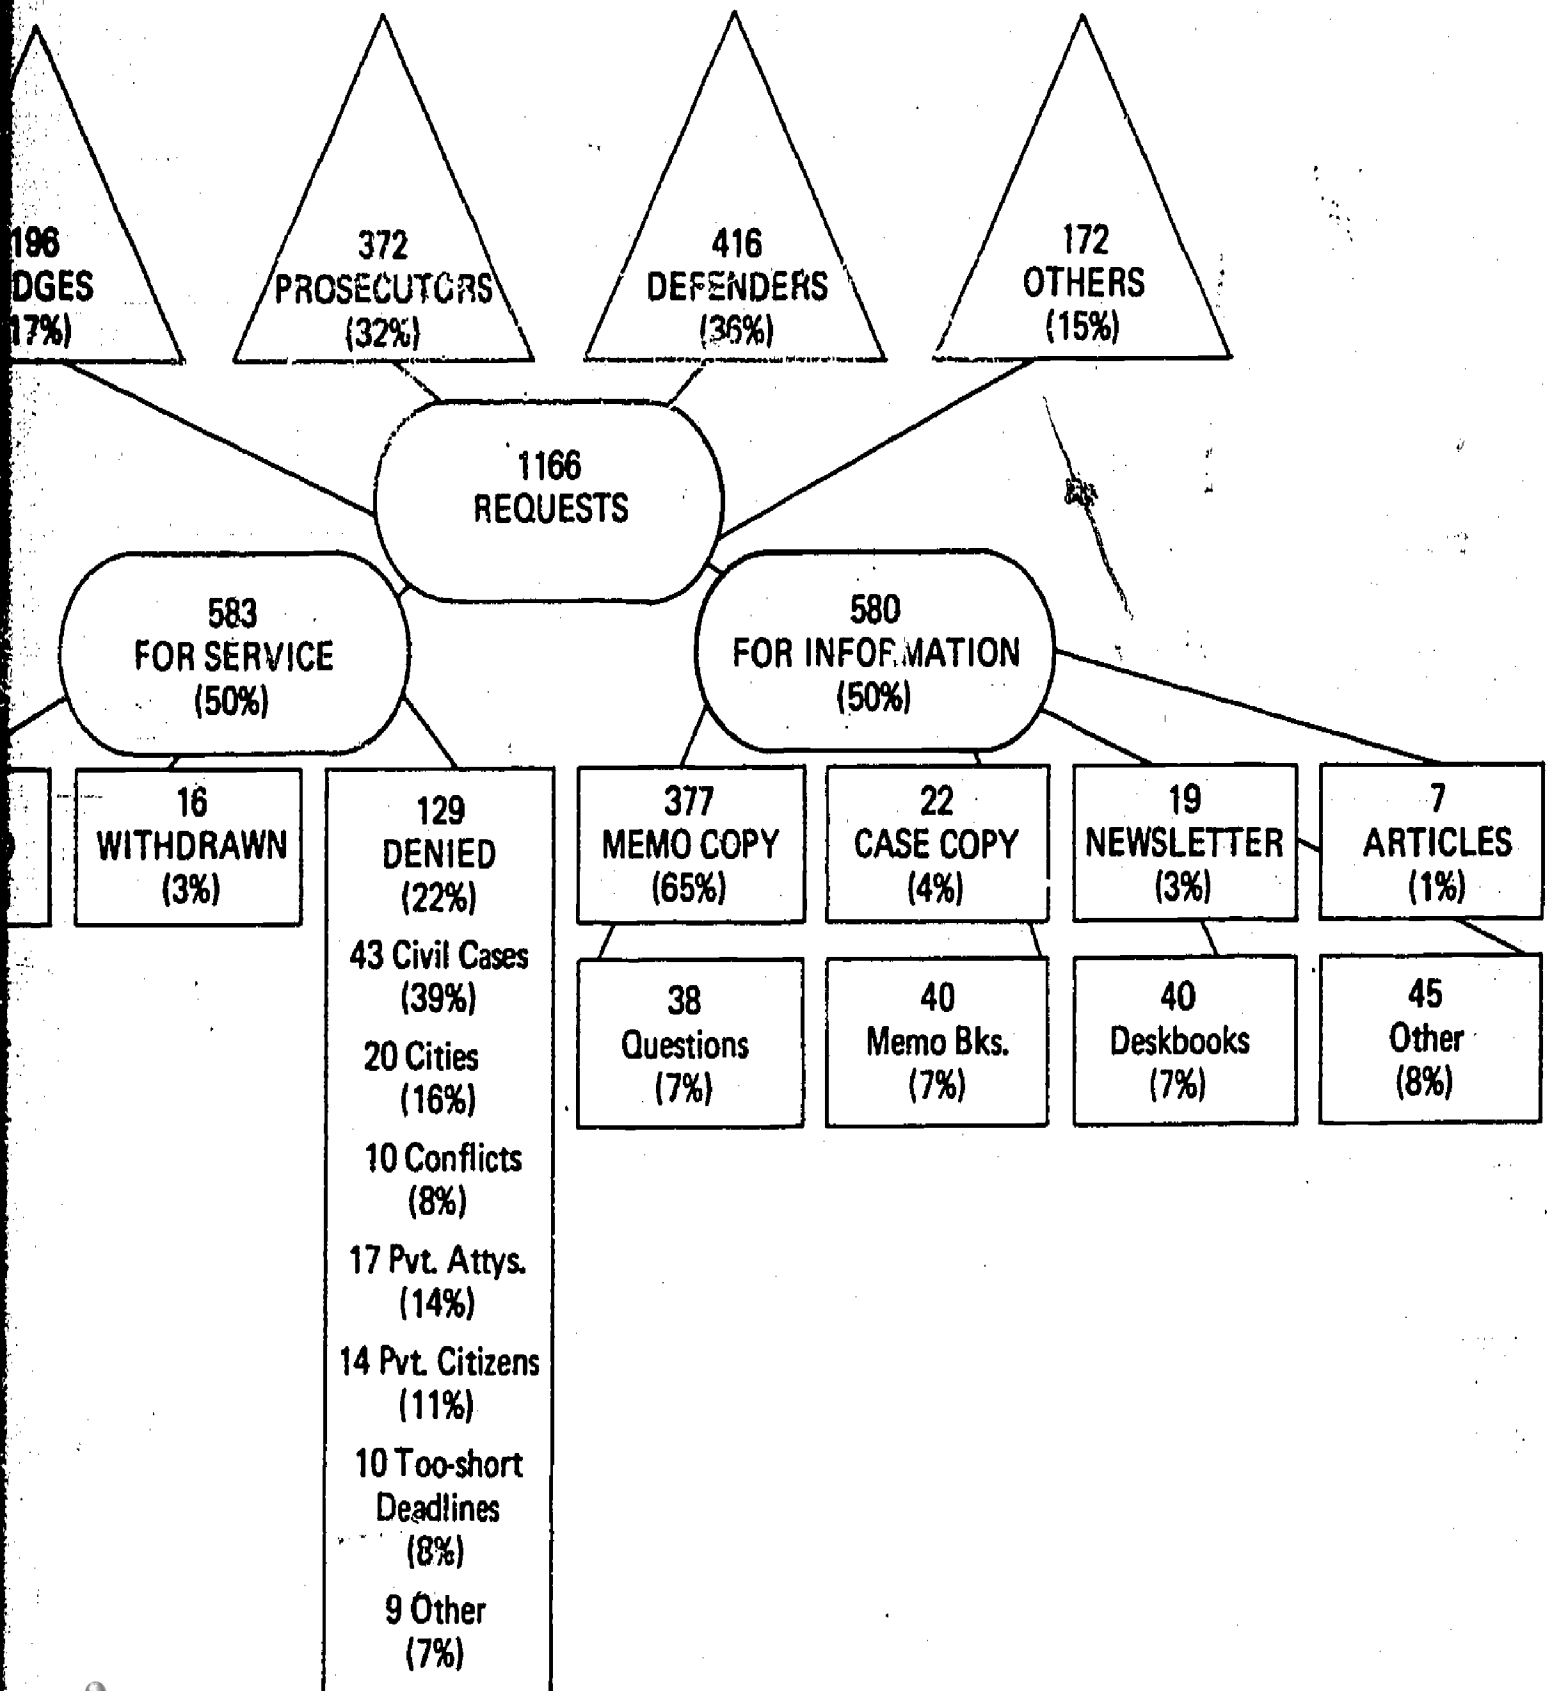 196
DGES
17%)
372
PROSECUTORS
(32%)
416
DEFENDERS
(36%)
172
OTHERS
(15%)
1166
REQUESTS
583
FOR SERVICE
(50%)
580
FOR INFORMATION
(50%)
16
WITHDRAWN
(3%)
129
DENIED
(22%)
43 Civil Cases
(39%)
20 Cities
(16%)
10 Conflicts
(8%)
17 Pvt. Attys.
(14%)
14 Pvt. Citizens
(11%)
10 Too-short
Deadlines
(8%)
9 Other
(7%)
377
MEMO COPY
(65%)
22
CASE COPY
(4%)
19
NEWSLETTER
(3%)
7
ARTICLES
(1%)
38
Questions
(7%)
40
Memo Bks.
(7%)
40
Deskbooks
(7%)
45
Other
(8%)